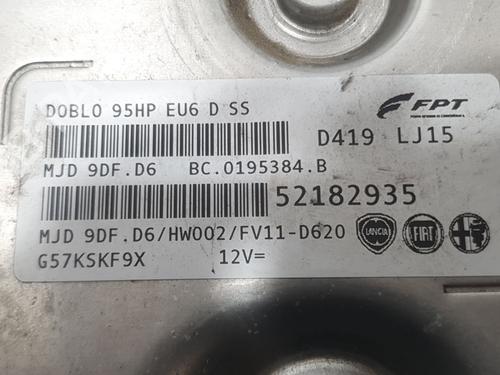 DOBLO 95HP EU6 D SS
FPT
D419 LJ15
MJD 9DF.D6 BC.0195384.B
52182935
MJD 9DF.D6/HW002/FV11-D620
LANCIA FIAT
G57KSKF9X 12V=